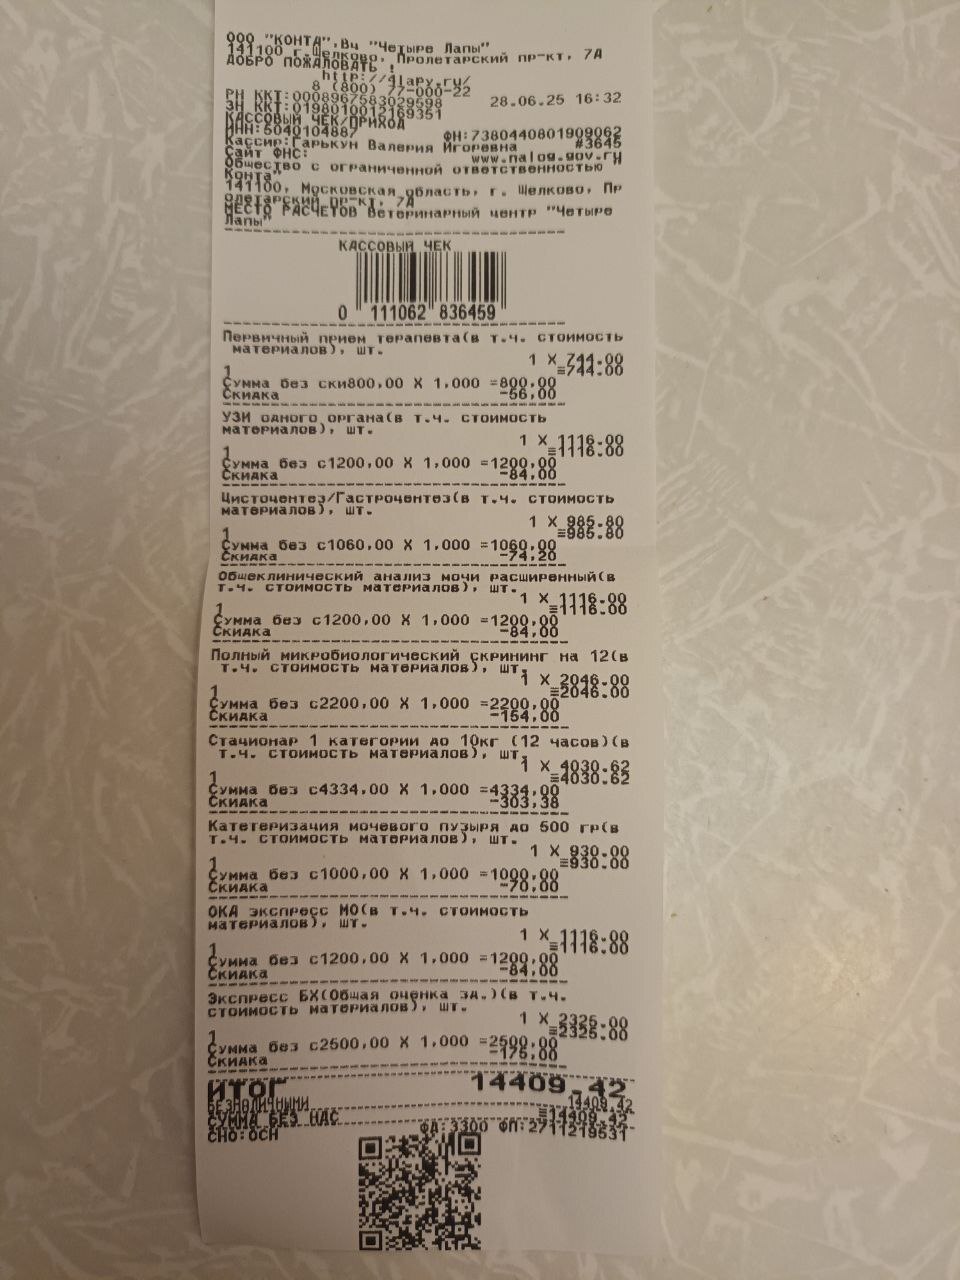 ООО "КОНТА",Вц "Четыре Лапы"
141100 г.Щелково, Пролетарский пр-кт, 7А
ДОБРО ПОЖАЛОВАТЬ !
http://4lapy.ru/
8 (800) 77-000-22
РН ККТ:0008967583029598 28.06.25 16:32
ЗН ККТ:0198010012169351
КАССОВЫЙ ЧЕК/ПРИХОД
ИНН:5040104887 ФН:7380440801909062
Кассир:Гарькун Валерия Игоревна #3645
Сайт ФНС: www.nalog.gov.ru
Общество с ограниченной ответственностью
Конта"
141100, Московская область, г. Щелково, Пр
олетарский пр-кт, 7А
МЕСТО РАСЧЕТОВ Ветеринарный центр "Четыре
Лапы"
КАССОВЫЙ ЧЕК
0 111062 836459
Первичный прием терапевта(в т.ч. стоимость
материалов), шт.
1 X 744.00
1 =744.00
Сумма без ски800,00 X 1,000 =800,00
Скидка -56,00
УЗИ одного органа(в т.ч. стоимость
материалов), шт.
1 X 1116.00
1 =1116.00
Сумма без с1200,00 X 1,000 =1200,00
Скидка -84,00
Цистоцентез/Гастроцентез(в т.ч. стоимость
материалов), шт.
1 X 985.80
1 =985.80
Сумма без с1060,00 X 1,000 =1060,00
Скидка -74,20
Общеклинический анализ мочи расширенный(в
т.ч. стоимость материалов), шт.
1 X 1116.00
1 =1116.00
Сумма без с1200,00 X 1,000 =1200,00
Скидка -84,00
Полный микробиологический скрининг на 12(в
т.ч. стоимость материалов), шт.
1 X 2046.00
1 =2046.00
Сумма без с2200,00 X 1,000 =2200,00
Скидка -154,00
Стационар 1 категории до 10кг (12 часов)(в
т.ч. стоимость материалов), шт.
1 X 4030.62
1 =4030.62
Сумма без с4334,00 X 1,000 =4334,00
Скидка -303,38
Катетеризация мочевого пузыря до 500 гр(в
т.ч. стоимость материалов), шт.
1 X 930.00
1 =930.00
Сумма без с1000,00 X 1,000 =1000,00
Скидка -70,00
ОКА экспресс МО(в т.ч. стоимость
материалов), шт.
1 X 1116.00
1 =1116.00
Сумма без с1200,00 X 1,000 =1200,00
Скидка -84,00
Экспресс БХ(Общая оценка зд.)(в т.ч.
стоимость материалов), шт.
1 X 2325.00
1 =2325.00
Сумма без с2500,00 X 1,000 =2500,00
Скидка -175,00
ИТОГ 14409.42
БЕЗНАЛИЧНЫМИ 14409.42
СУММА БЕЗ НДС =14409.42
СНО:ОСН ФД:3300 ФП:2711219531